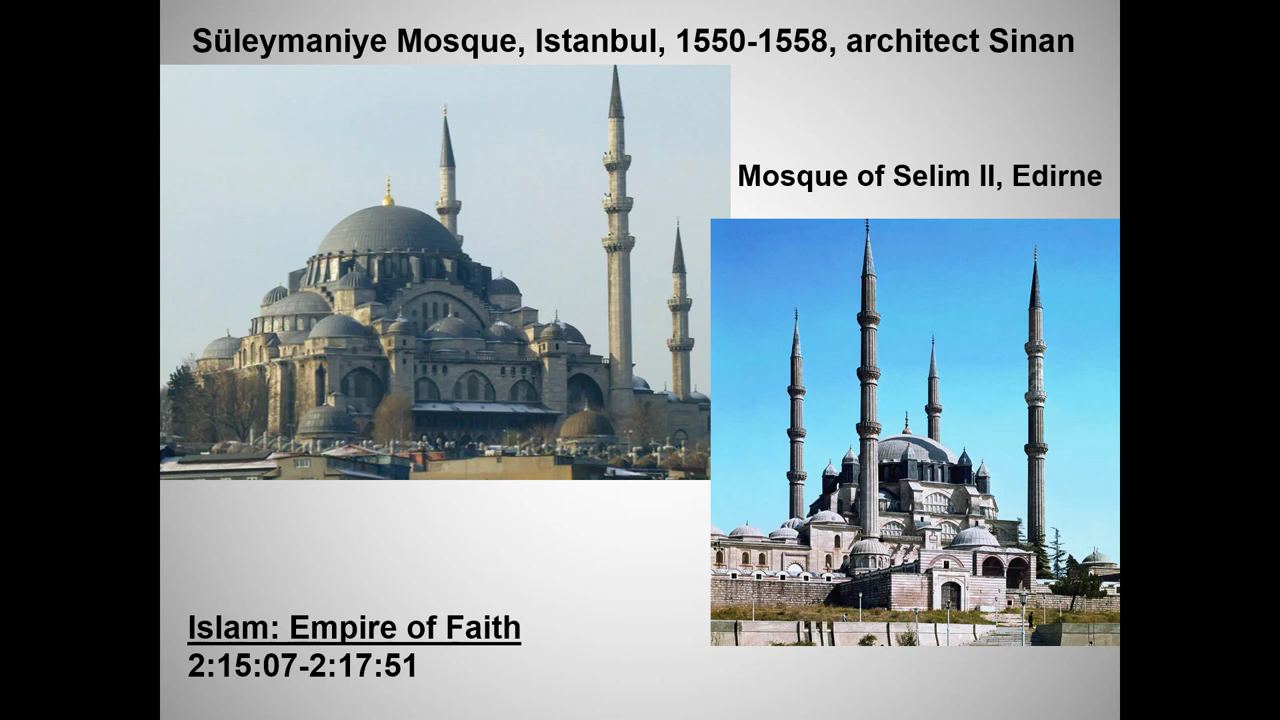 Süleymaniye Mosque, Istanbul, 1550-1558, architect Sinan
Mosque of Selim II, Edirne
Islam: Empire of Faith
2:15:07-2:17:51